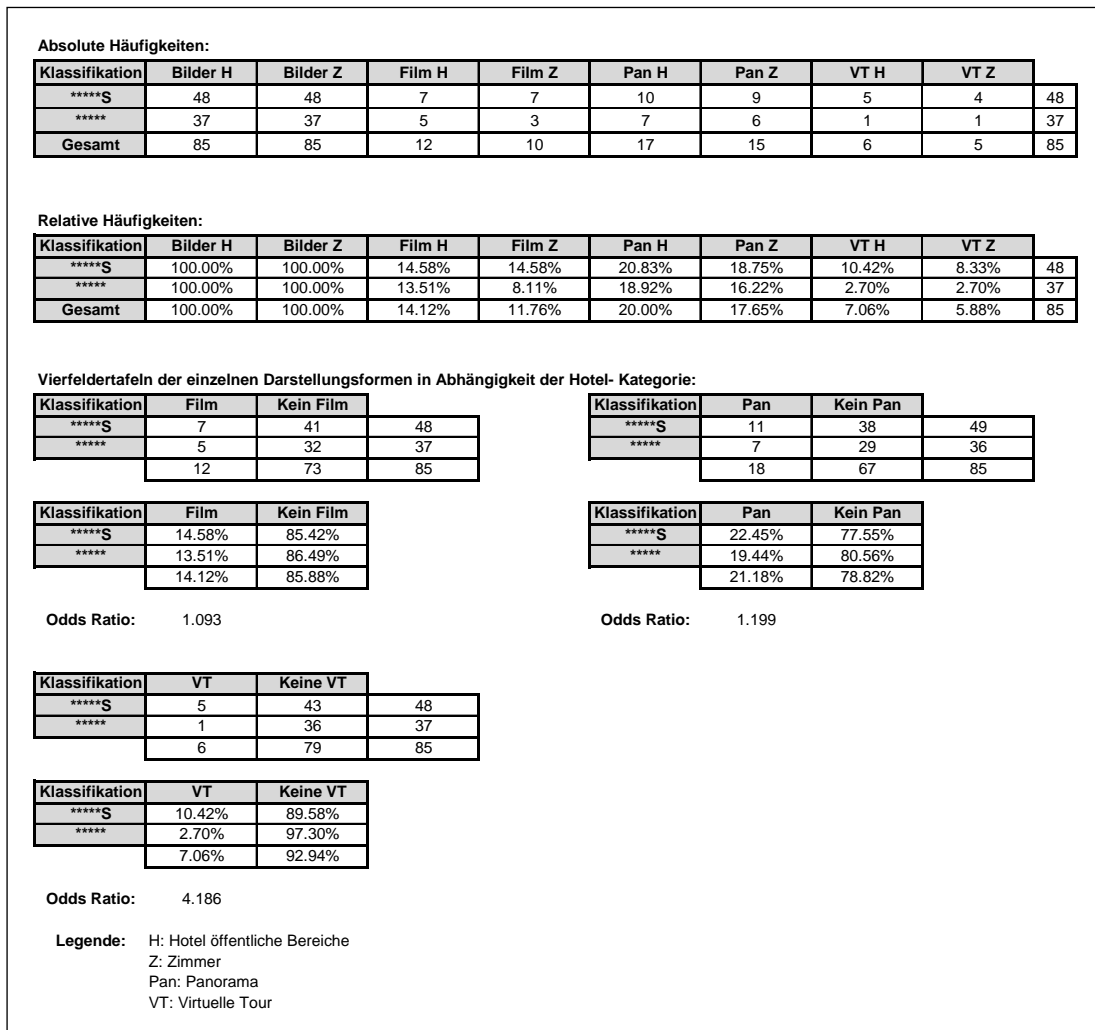 Absolute Häufigkeiten:
Klassifikation Bilder H Bilder Z Film H Film Z Pan H Pan Z VT H VT Z
*****S 48 48 7 7 10 9 5 4 48
***** 37 37 5 3 7 6 1 1 37
Gesamt 85 85 12 10 17 15 6 5 85
Relative Häufigkeiten:
Klassifikation Bilder H Bilder Z Film H Film Z Pan H Pan Z VT H VT Z
*****S 100.00% 100.00% 14.58% 14.58% 20.83% 18.75% 10.42% 8.33% 48
***** 100.00% 100.00% 13.51% 8.11% 18.92% 16.22% 2.70% 2.70% 37
Gesamt 100.00% 100.00% 14.12% 11.76% 20.00% 17.65% 7.06% 5.88% 85
Vierfeldertafeln der einzelnen Darstellungsformen in Abhängigkeit der Hotel- Kategorie:
Klassifikation Film Kein Film
*****S 7 41 48
***** 5 32 37
12 73 85
Klassifikation Film Kein Film
*****S 14.58% 85.42%
***** 13.51% 86.49%
14.12% 85.88%
Odds Ratio: 1.093
Klassifikation Pan Kein Pan
*****S 11 38 49
***** 7 29 36
18 67 85
Klassifikation Pan Kein Pan
*****S 22.45% 77.55%
***** 19.44% 80.56%
21.18% 78.82%
Odds Ratio: 1.199
Klassifikation VT Keine VT
*****S 5 43 48
***** 1 36 37
6 79 85
Klassifikation VT Keine VT
*****S 10.42% 89.58%
***** 2.70% 97.30%
7.06% 92.94%
Odds Ratio: 4.186
Legende: H: Hotel öffentliche Bereiche
Z: Zimmer
Pan: Panorama
VT: Virtuelle Tour